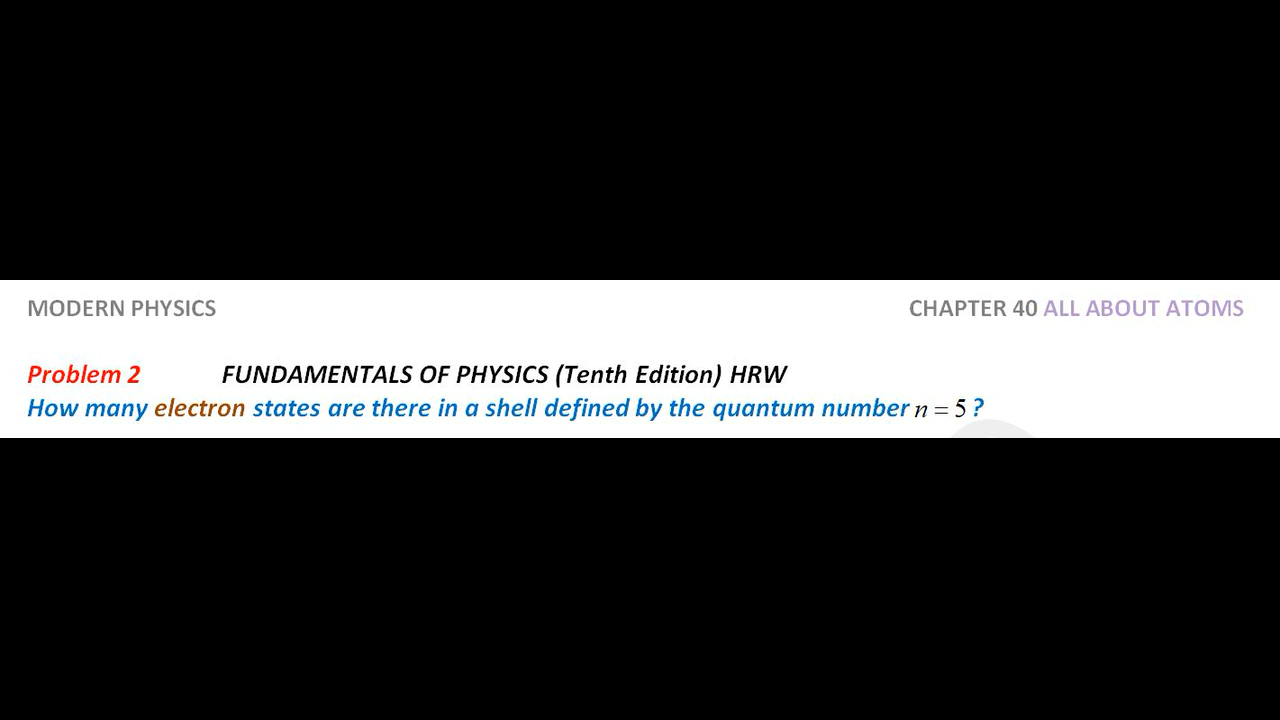 MODERN PHYSICS CHAPTER 40 ALL ABOUT ATOMS
Problem 2 FUNDAMENTALS OF PHYSICS (Tenth Edition) HRW
How many electron states are there in a shell defined by the quantum number n = 5 ?